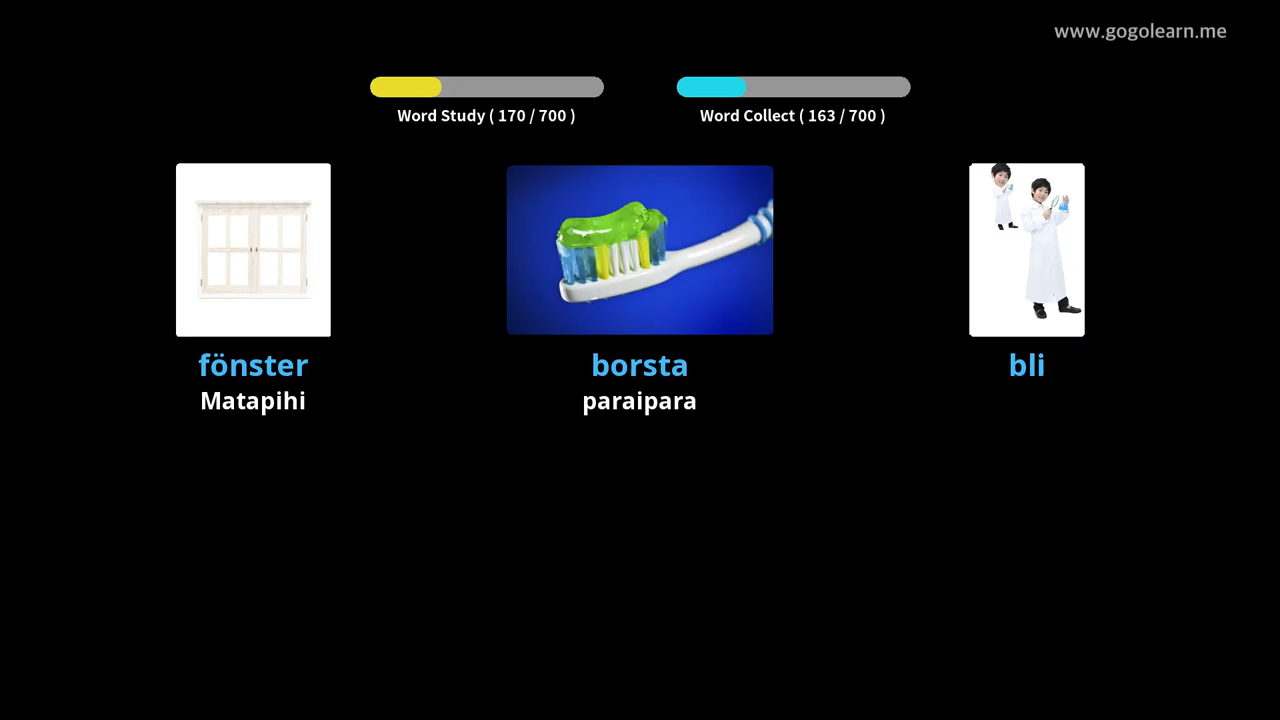 www.gogolearn.me
Word Study ( 170 / 700 )
Word Collect ( 163 / 700 )
fönster
Matapihi
borsta
paraipara
bli